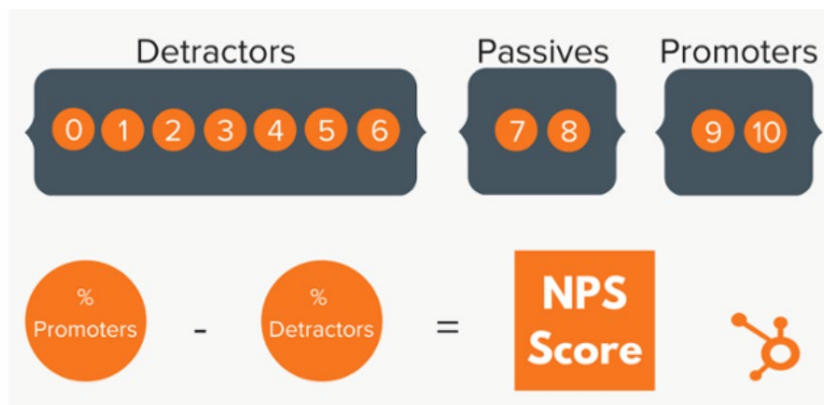 Detractors Passives Promoters
0 1 2 3 4 5 6 7 8 9 10
% % NPS
Promoters - Detractors = Score